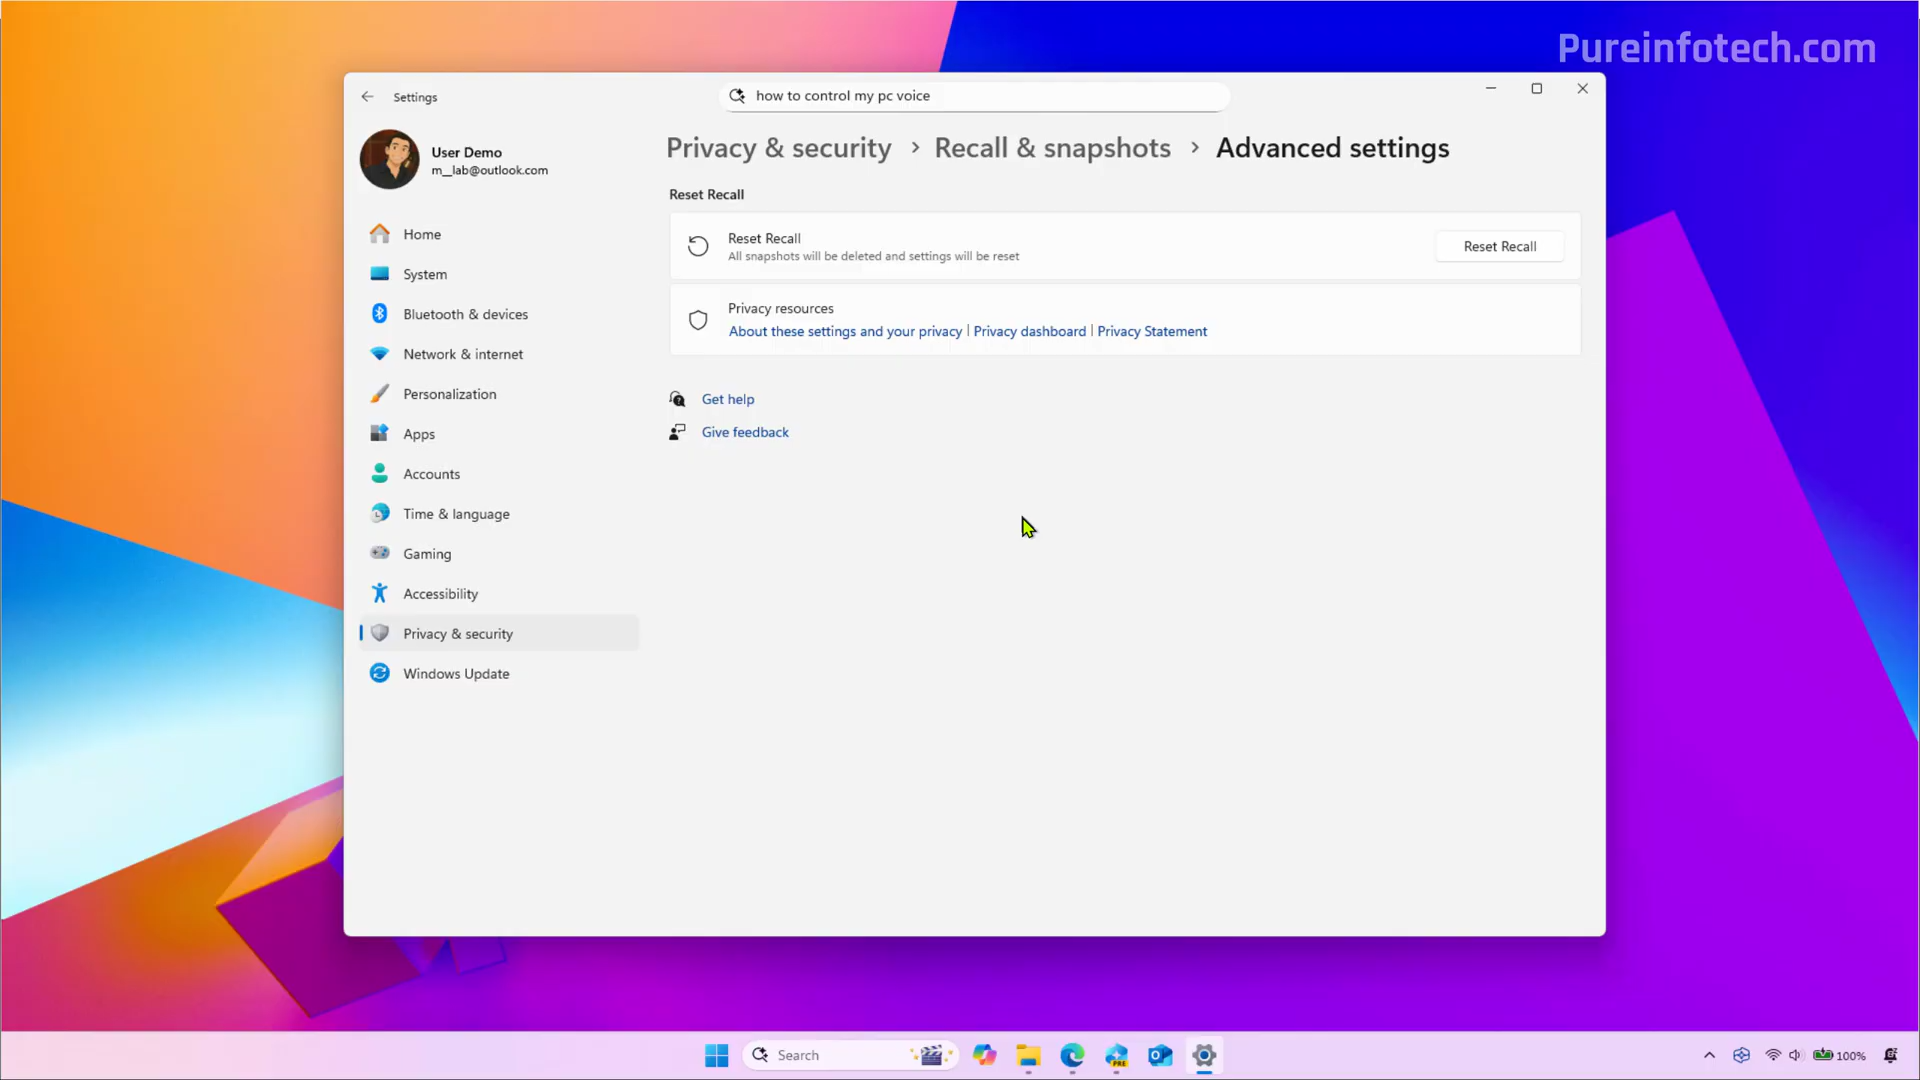 Pureinfotech.com
Settings
how to control my pc voice
User Demo
m__lab@outlook.com
Privacy & security > Recall & snapshots > Advanced settings
Home
System
Bluetooth & devices
Network & internet
Personalization
Apps
Accounts
Time & language
Gaming
Accessibility
Privacy & security
Windows Update
Reset Recall
Reset Recall
All snapshots will be deleted and settings will be reset
Reset Recall
Privacy resources
About these settings and your privacy | Privacy dashboard | Privacy Statement
Get help
Give feedback
Search
PRE
100%